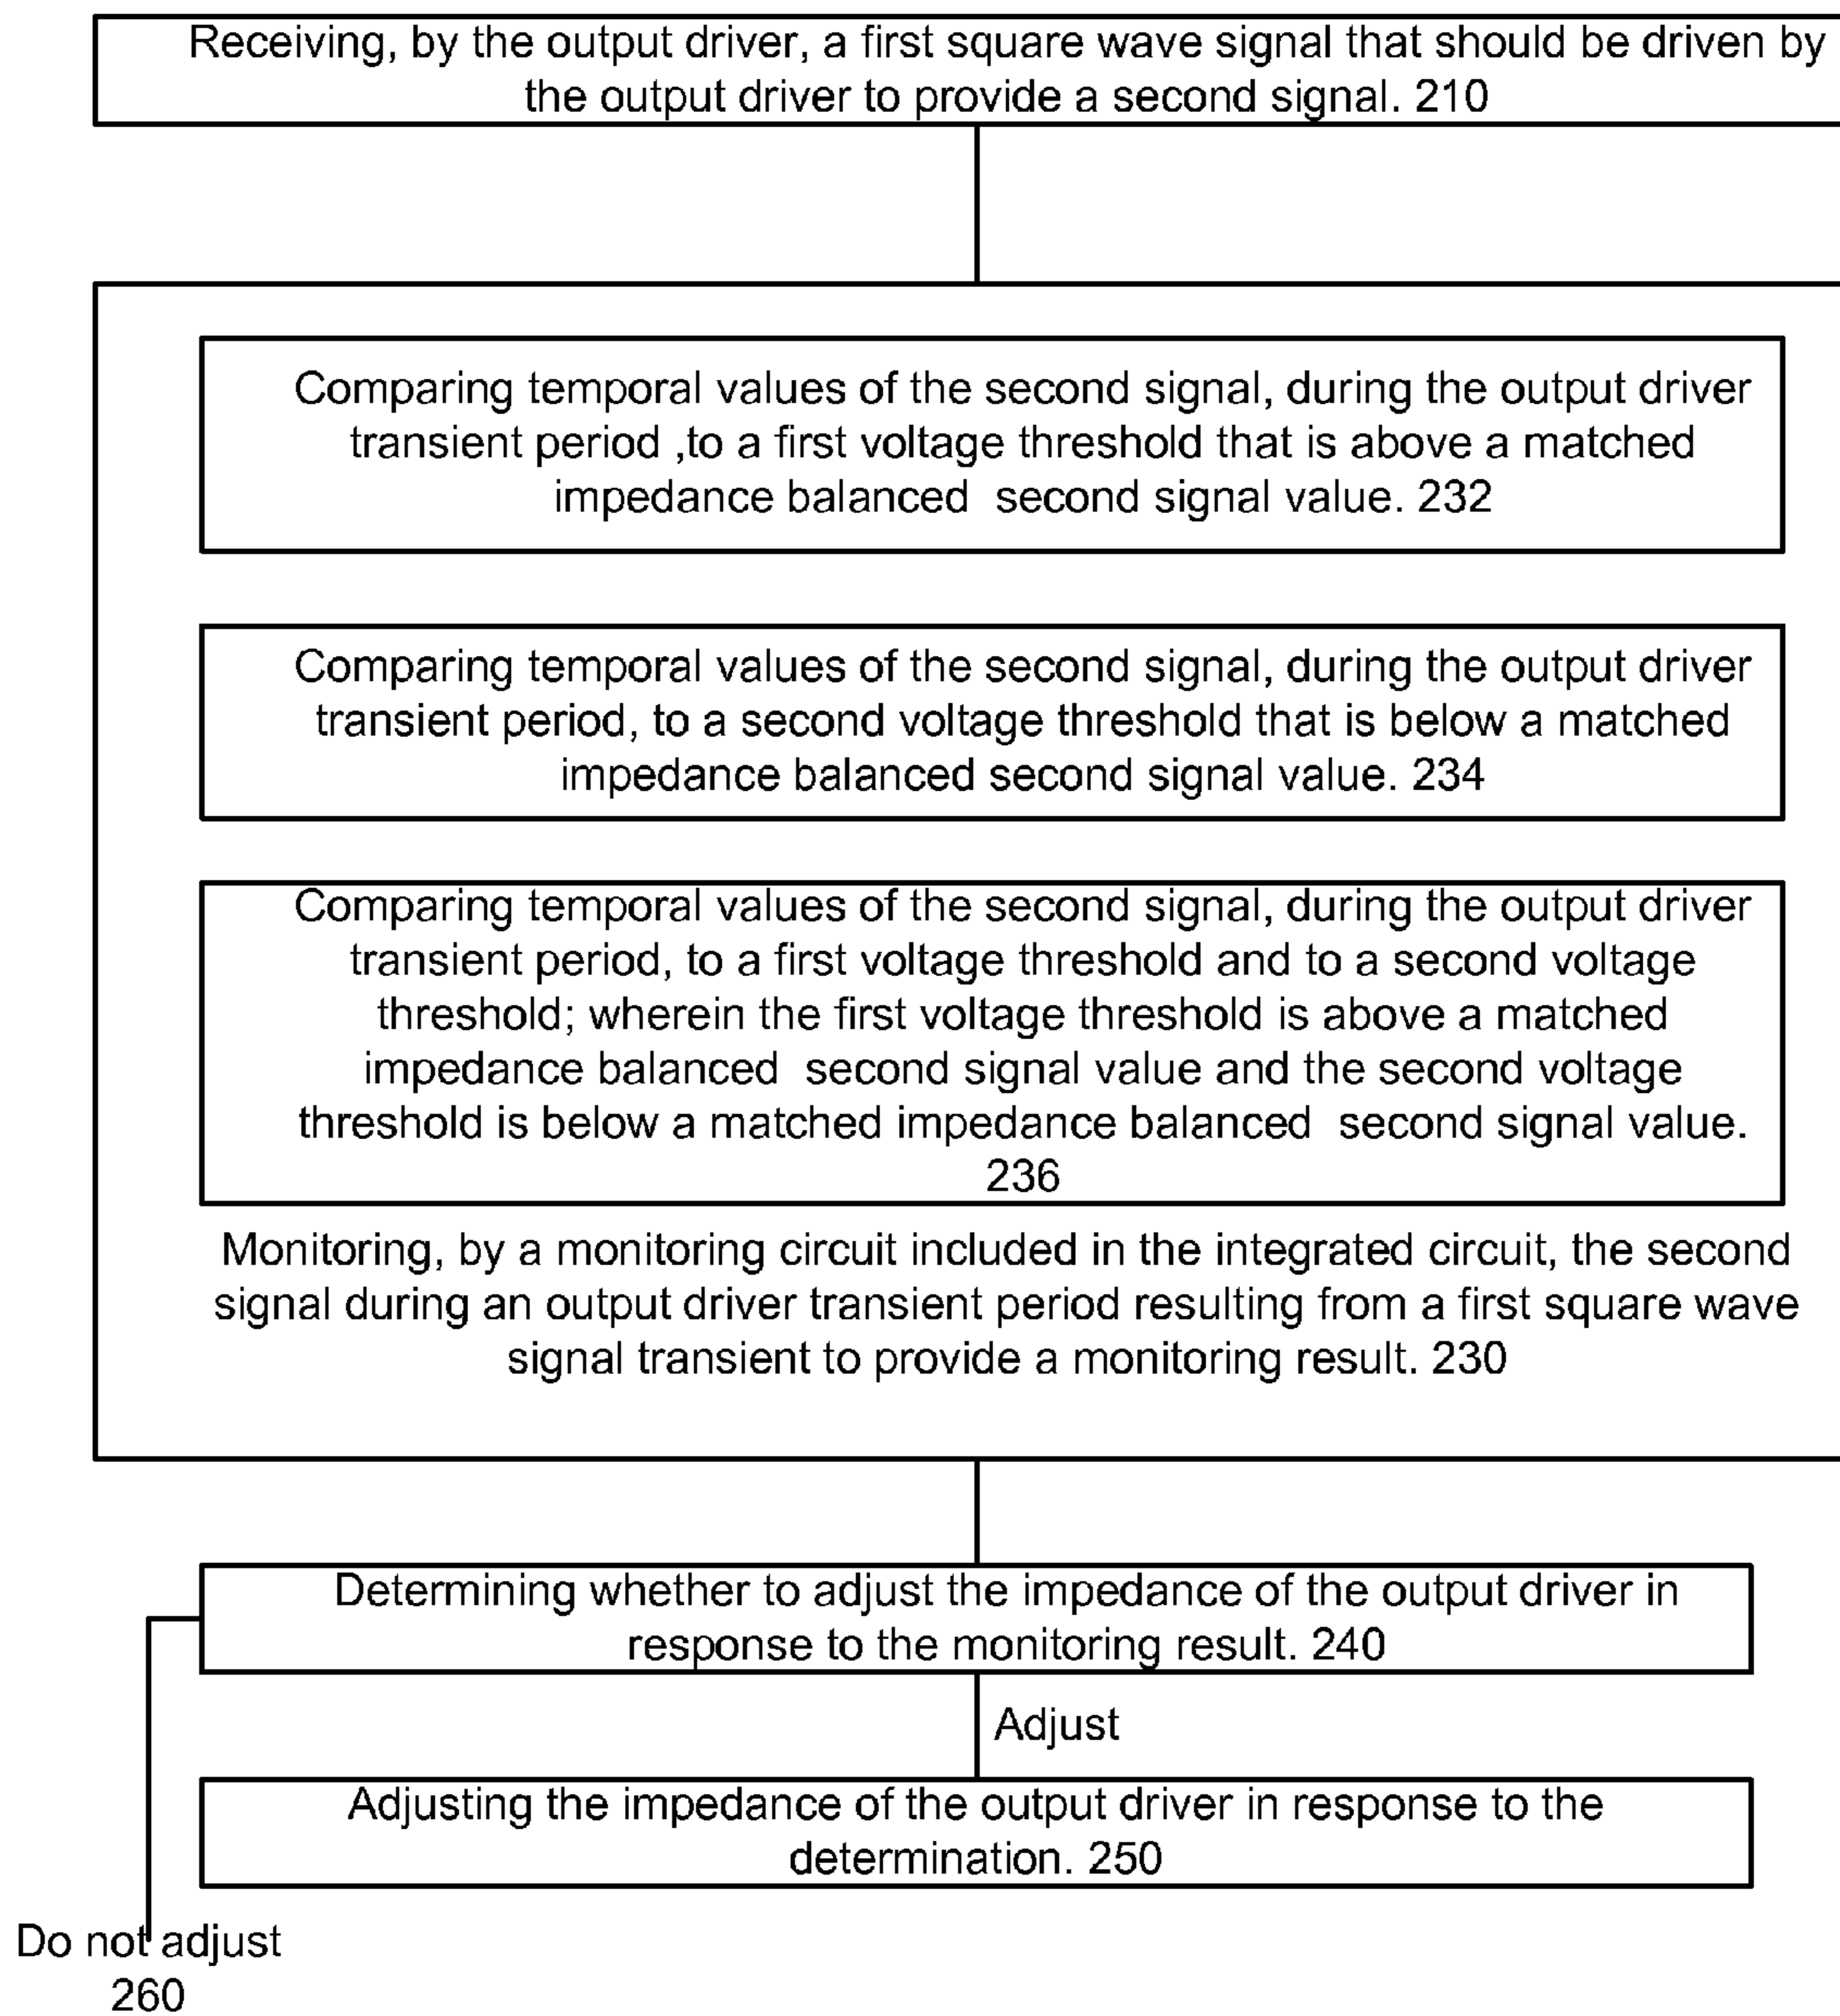 Receiving, by the output driver, a first square wave signal that should be driven by
the output driver to provide a second signal. 210
Comparing temporal values of the second signal, during the output driver
transient period ,to a first voltage threshold that is above a matched
impedance balanced  second signal value. 232
Comparing temporal values of the second signal, during the output driver
transient period, to a second voltage threshold that is below a matched
impedance balanced second signal value. 234
Comparing temporal values of the second signal, during the output driver
transient period, to a first voltage threshold and to a second voltage
threshold; wherein the first voltage threshold is above a matched
impedance balanced  second signal value and the second voltage
threshold is below a matched impedance balanced  second signal value.
236
Monitoring, by a monitoring circuit included in the integrated circuit, the second
signal during an output driver transient period resulting from a first square wave
signal transient to provide a monitoring result. 230
Determining whether to adjust the impedance of the output driver in
response to the monitoring result. 240
Adjust
Adjusting the impedance of the output driver in response to the
determination. 250
Do not adjust
260